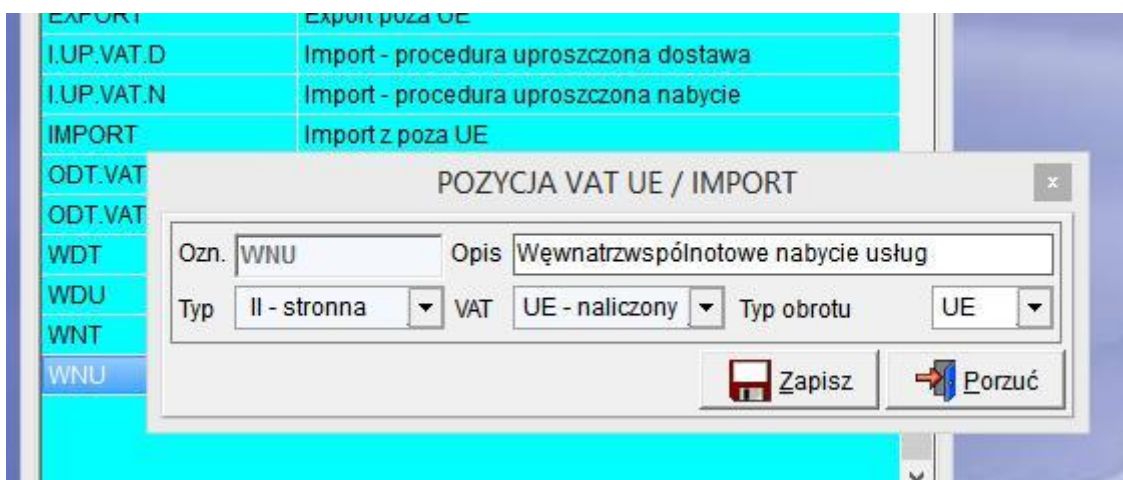 EXPORT Export poza UE
I.UP.VAT.D Import - procedura uproszczona dostawa
I.UP.VAT.N Import - procedura uproszczona nabycie
IMPORT Import z poza UE
ODT.VAT
POZYCJA VAT UE / IMPORT x
ODT.VAT
WDT
Ozn. WNU Opis Węwnatrzwspólnotowe nabycie usług
WDU
Typ II - stronna VAT UE - naliczony Typ obrotu UE
WNT
WNU
Zapisz Porzuć